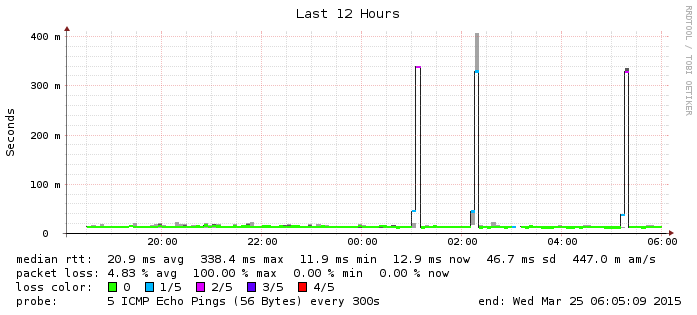 Last 12 Hours
RRDTOOL / TOBI OETIKER
Seconds
400 m
300 m
200 m
100 m
0
20:00 22:00 00:00 02:00 04:00 06:00
median rtt: 20.9 ms avg 338.4 ms max 11.9 ms min 12.9 ms now 46.7 ms sd 447.0 m am/s
packet loss: 4.83 % avg 100.00 % max 0.00 % min 0.00 % now
loss color: 0 1/5 2/5 3/5 4/5
probe: 5 ICMP Echo Pings (56 Bytes) every 300s end: Wed Mar 25 06:05:09 2015